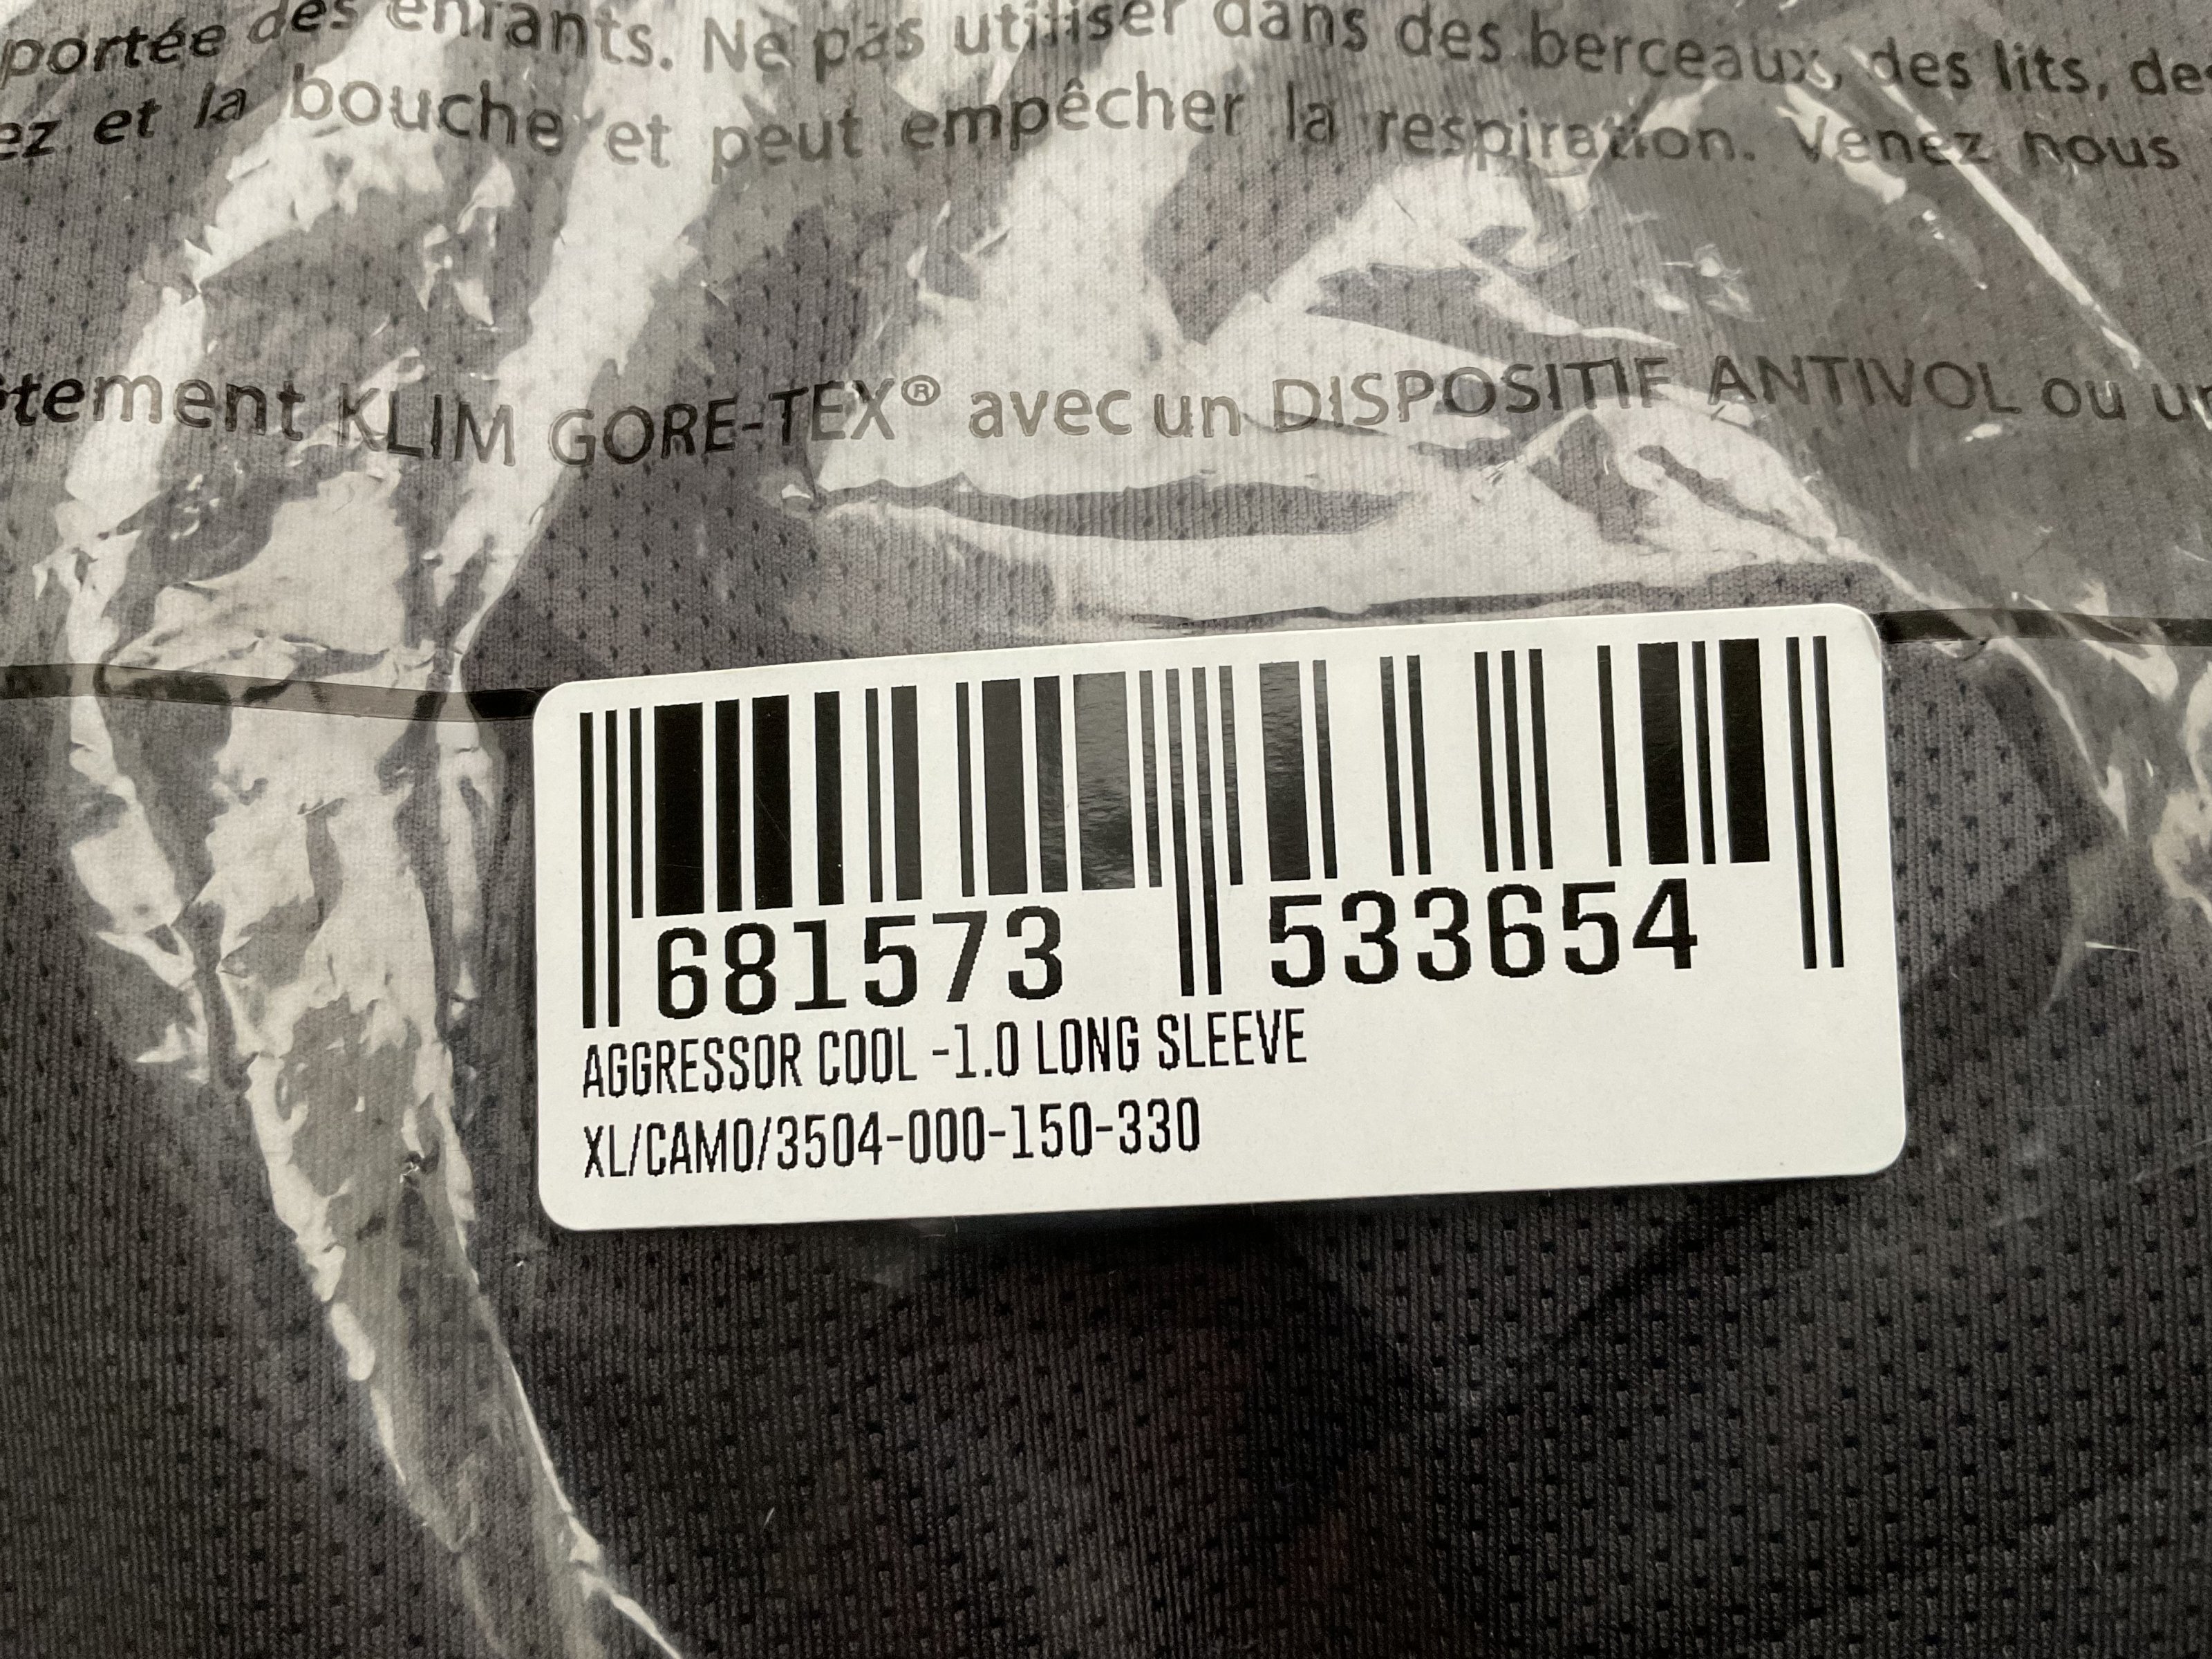 portée des enfants. Ne pas utiliser dans des berceaux, des lits, des
ez et la bouche et peut empêcher la respiration. Venez nous
tement KLIM GORE-TEX® avec un DISPOSITIF ANTIVOL ou un
681573 533654
AGGRESSOR COOL -1.0 LONG SLEEVE
XL/CAMO/3504-000-150-330